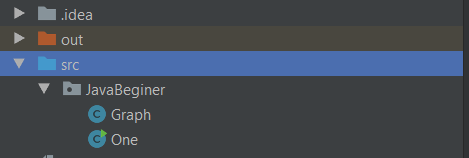 .idea
out
src
JavaBeginer
Graph
One